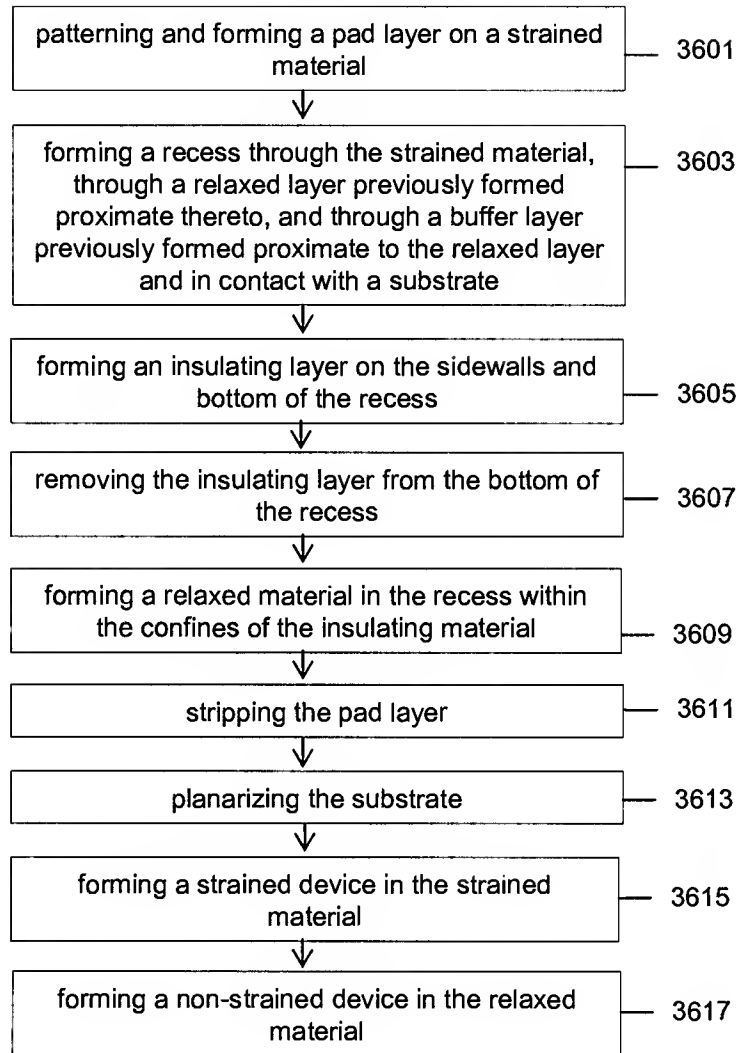 patterning and forming a pad layer on a strained
material
3601
forming a recess through the strained material,
through a relaxed layer previously formed
proximate thereto, and through a buffer layer
previously formed proximate to the relaxed layer
and in contact with a substrate
3603
forming an insulating layer on the sidewalls and
bottom of the recess
3605
removing the insulating layer from the bottom of
the recess
3607
forming a relaxed material in the recess within
the confines of the insulating material
3609
stripping the pad layer
3611
planarizing the substrate
3613
forming a strained device in the strained
material
3615
forming a non-strained device in the relaxed
material
3617